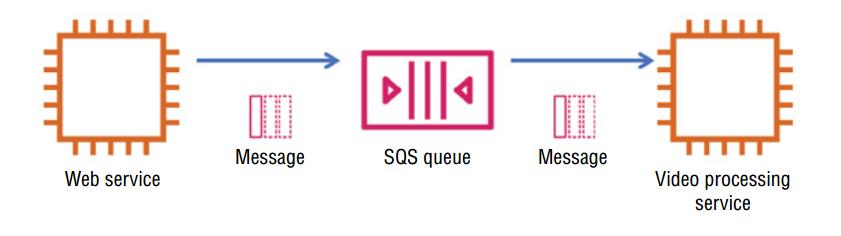 Message
SQS queue
Message
Web service
Video processing
service